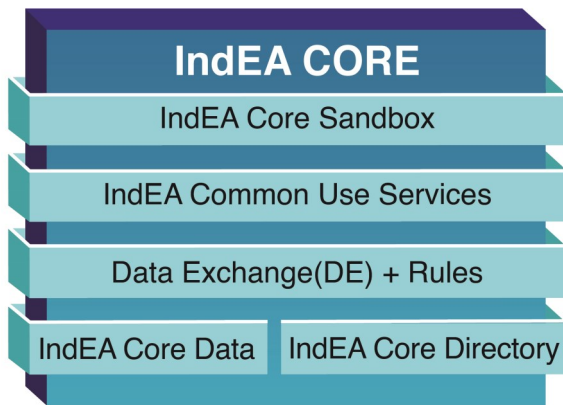 IndEA CORE
IndEA Core Sandbox
IndEA Common Use Services
Data Exchange(DE) + Rules
IndEA Core Data
IndEA Core Directory